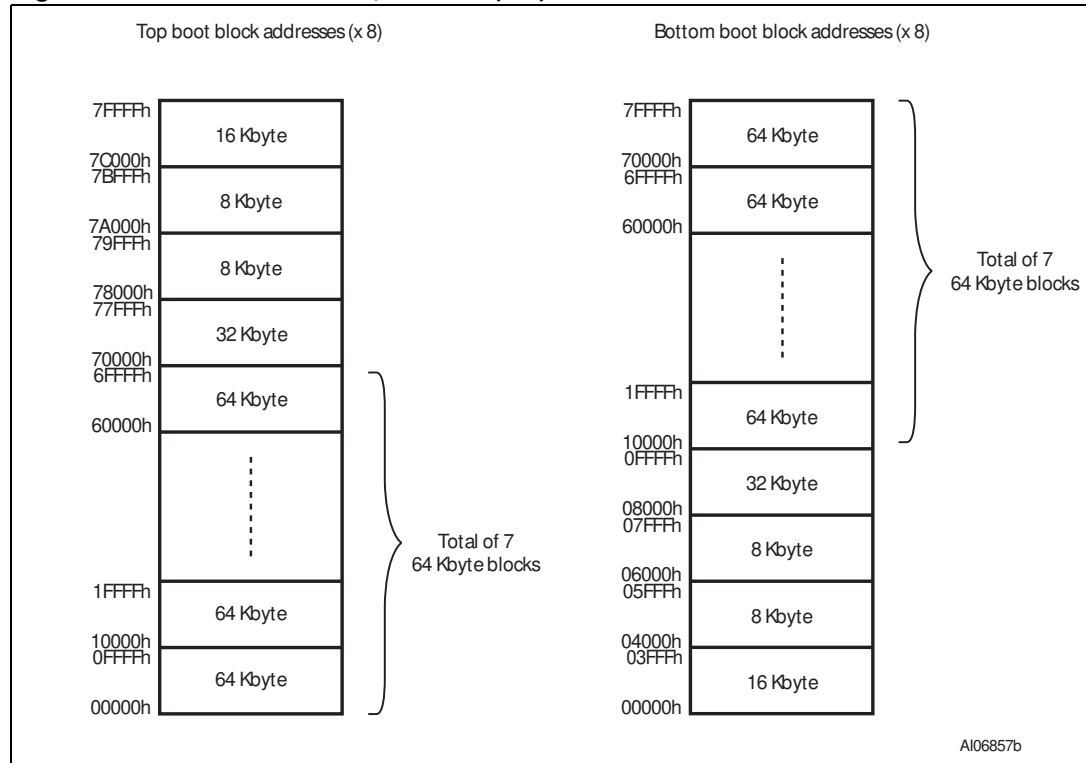 Top boot block addresses (x 8)
7FFFFh
16 Kbyte
7C000h
7BFFFh
8 Kbyte
7A000h
79FFFh
8 Kbyte
78000h
77FFFh
32 Kbyte
70000h
6FFFFh
64 Kbyte
60000h
Total of 7
64 Kbyte blocks
1FFFFh
64 Kbyte
10000h
0FFFFh
64 Kbyte
00000h
Bottom boot block addresses (x 8)
7FFFFh
64 Kbyte
70000h
6FFFFh
64 Kbyte
60000h
Total of 7
64 Kbyte blocks
1FFFFh
64 Kbyte
10000h
0FFFFh
32 Kbyte
08000h
07FFFh
8 Kbyte
06000h
05FFFh
8 Kbyte
04000h
03FFFh
16 Kbyte
00000h
AI06857b